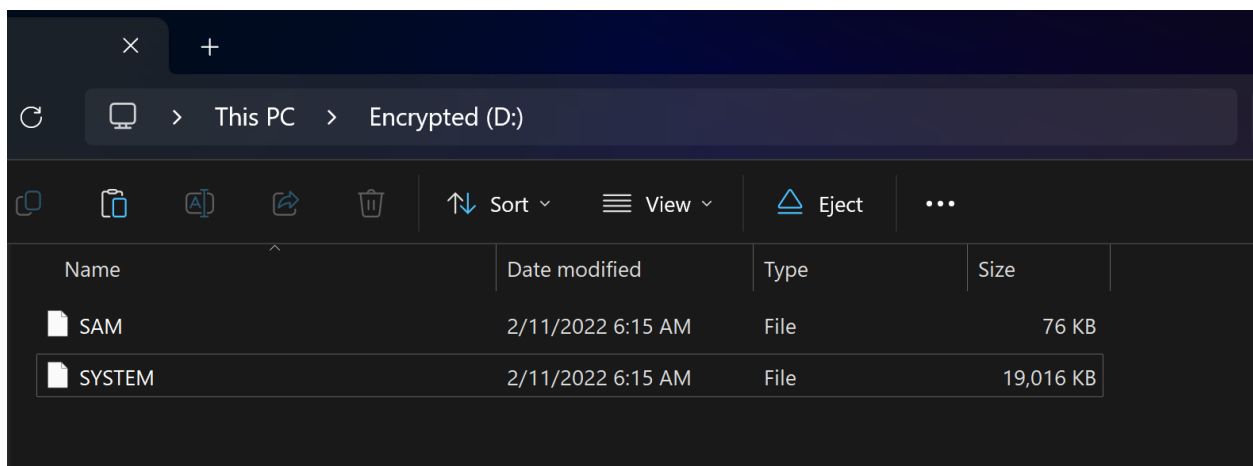 This PC > Encrypted (D:)
Sort View Eject
Name Date modified Type Size
SAM 2/11/2022 6:15 AM File 76 KB
SYSTEM 2/11/2022 6:15 AM File 19,016 KB